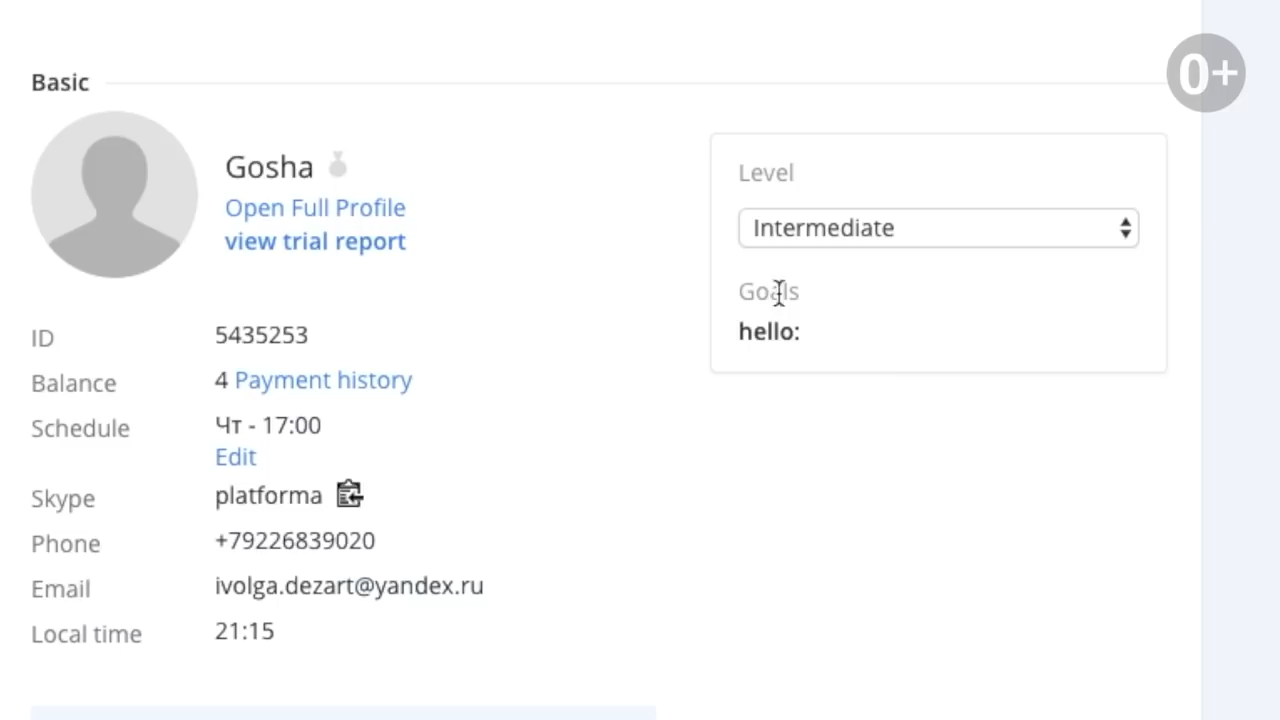 0+
Basic
Gosha
Open Full Profile
view trial report
Level
Intermediate
Goals
hello:
ID 5435253
Balance 4 Payment history
Schedule Чт - 17:00
Edit
Skype platforma
Phone +79226839020
Email ivolga.dezart@yandex.ru
Local time 21:15